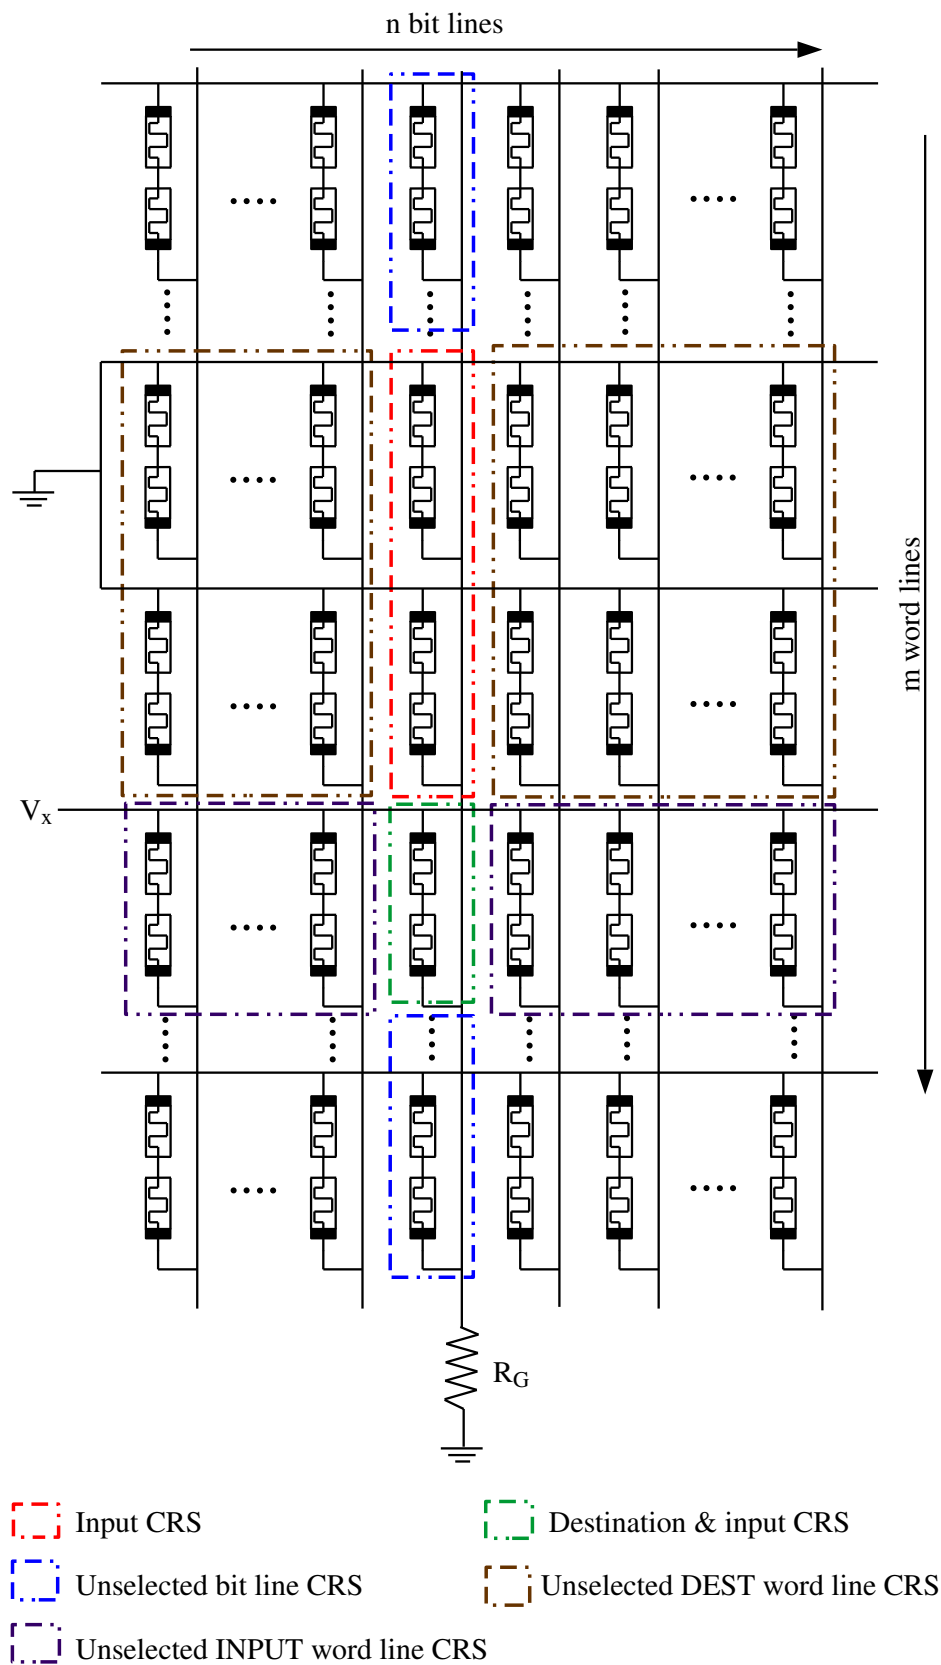 n bit lines
m word lines
Vx
RG
Input CRS
Destination & input CRS
Unselected bit line CRS
Unselected DEST word line CRS
Unselected INPUT word line CRS